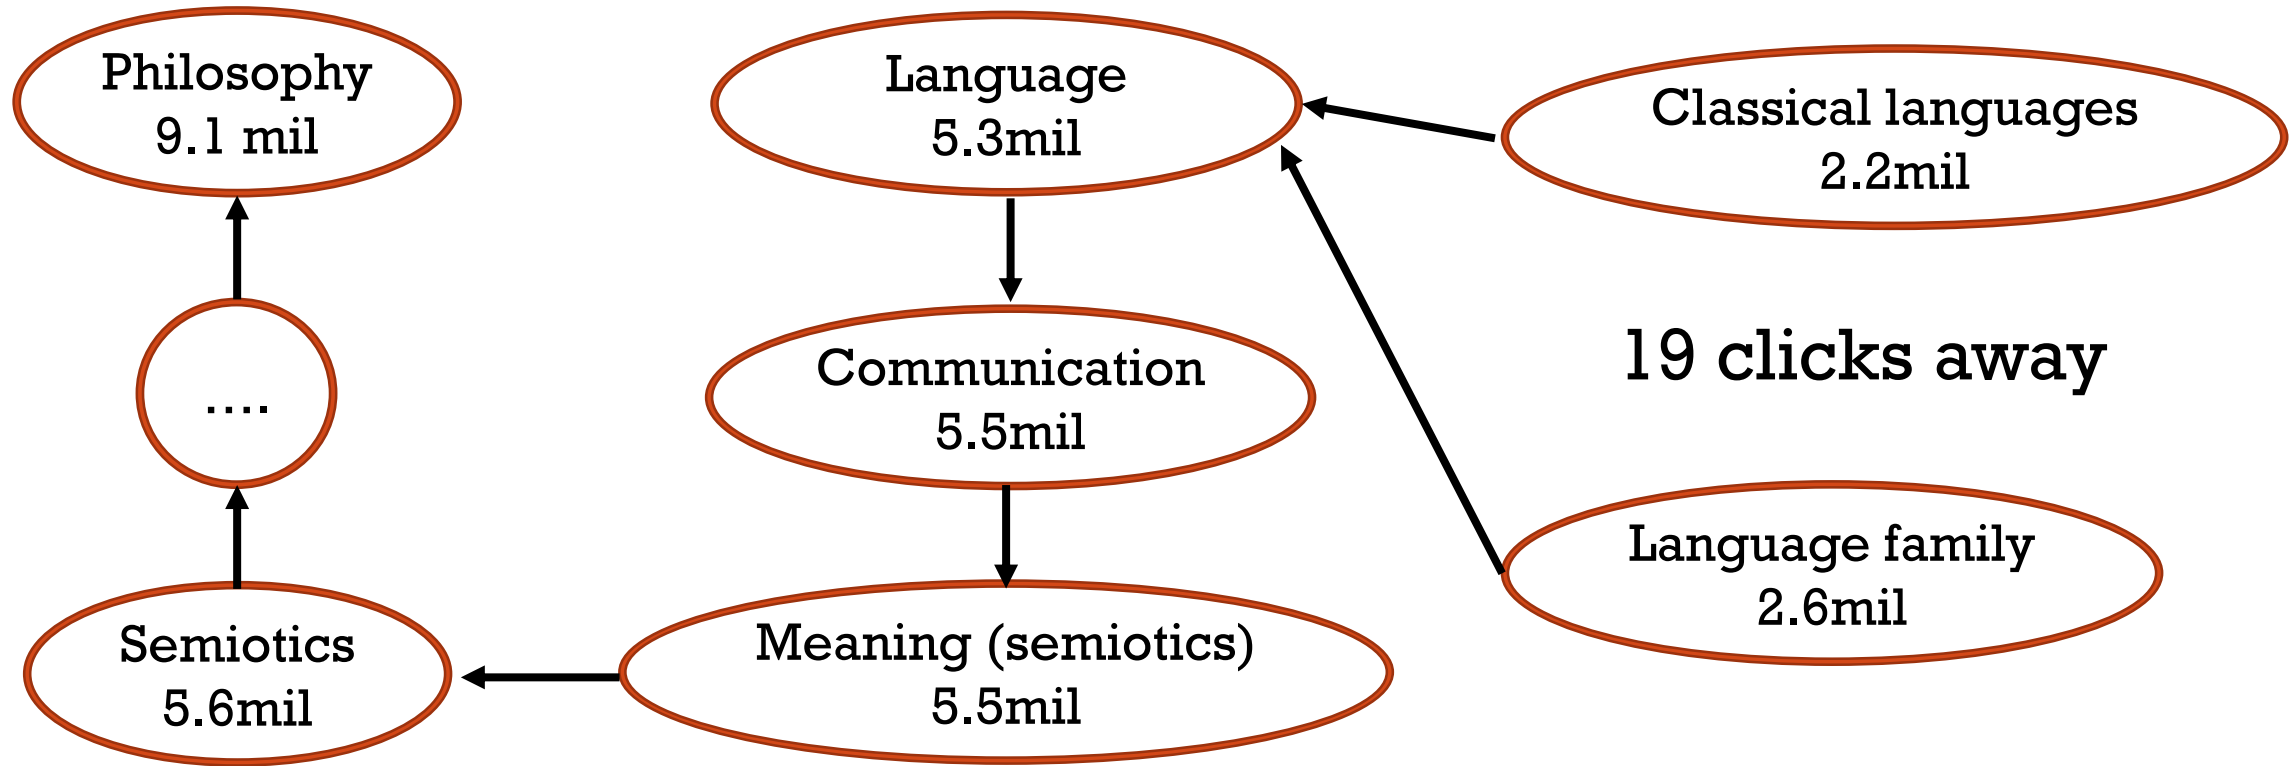 Philosophy
9.1 mil
Language
5.3mil
Classical languages
2.2mil
Communication
5.5mil
19 clicks away
....
Language family
2.6mil
Semiotics
5.6mil
Meaning (semiotics)
5.5mil